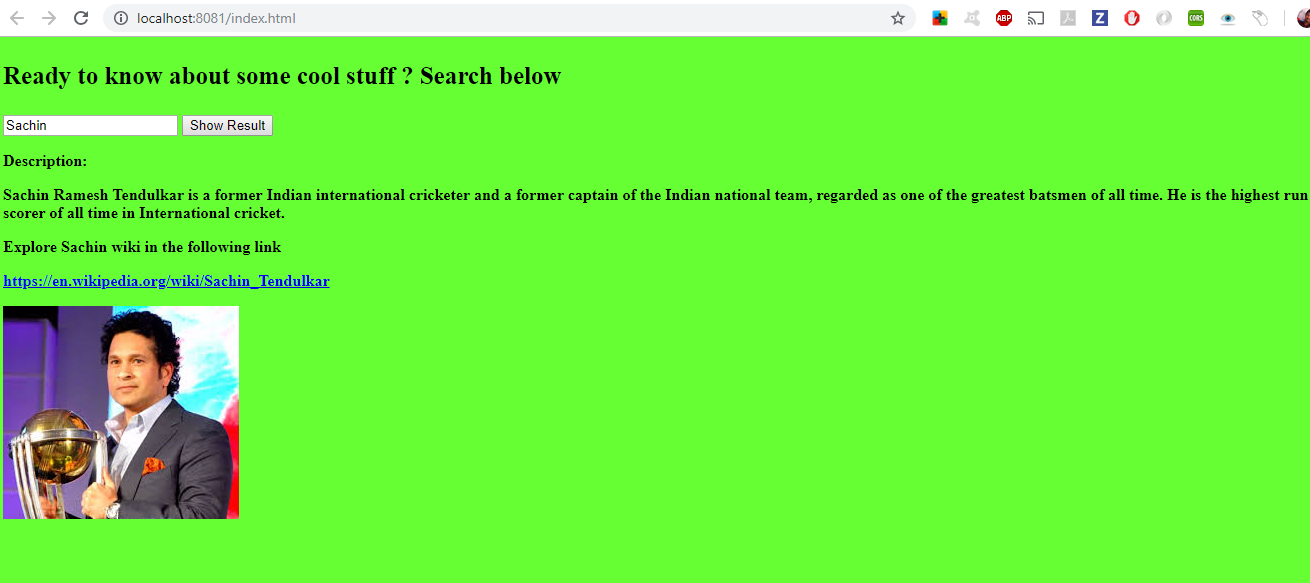 localhost:8081/index.html
ABP
Z
CORS
Ready to know about some cool stuff ? Search below
Sachin
Show Result
Description:
Sachin Ramesh Tendulkar is a former Indian international cricketer and a former captain of the Indian national team, regarded as one of the greatest batsmen of all time. He is the highest run
scorer of all time in International cricket.
Explore Sachin wiki in the following link
https://en.wikipedia.org/wiki/Sachin_Tendulkar